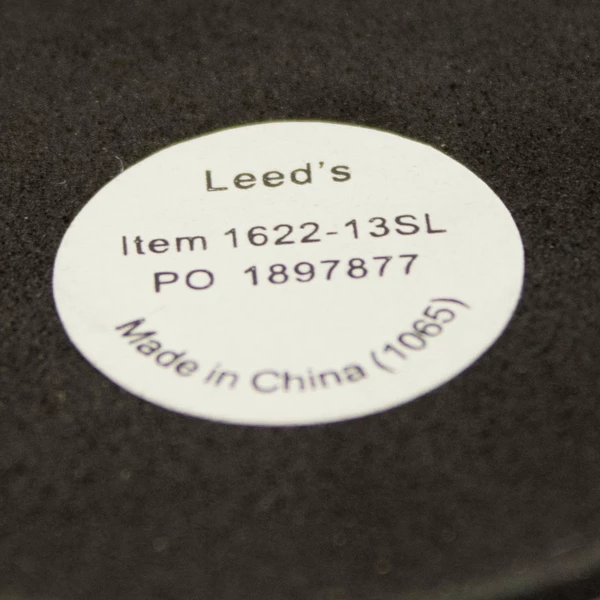 Leed's
Item 1622-13SL
PO 1897877
Made in China (1065)